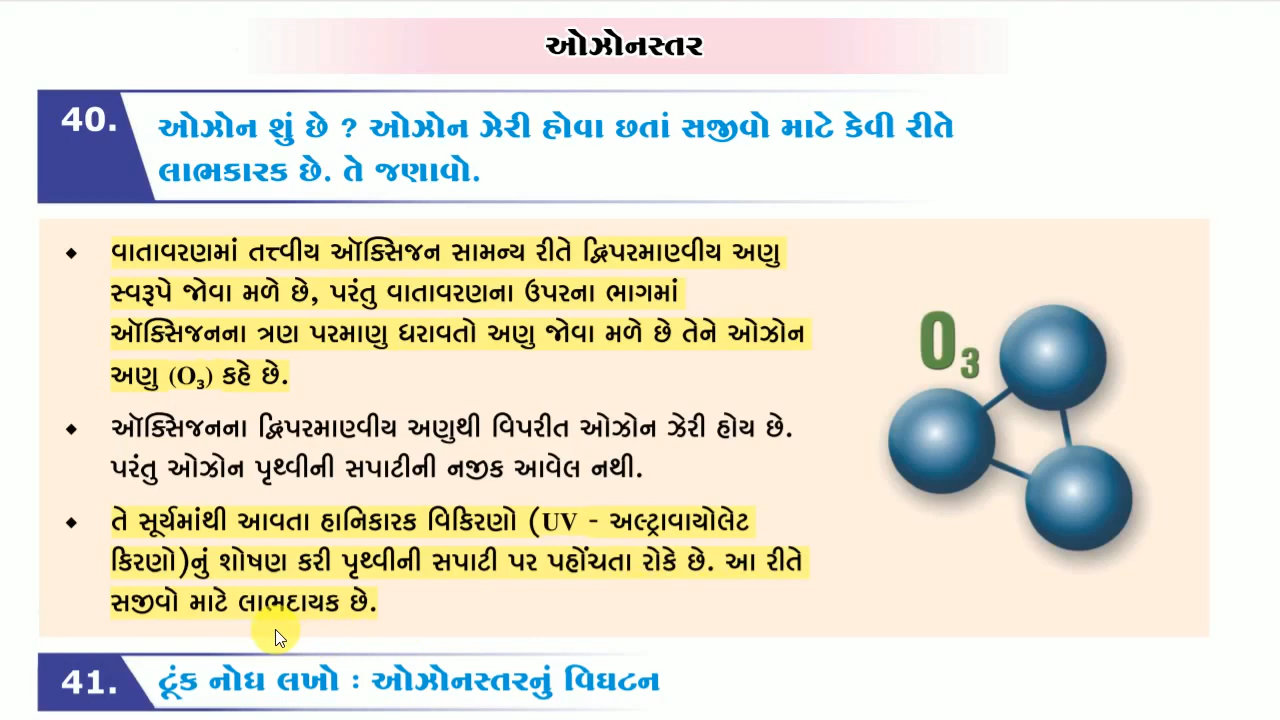 ઓઝોનસ્તર
40. ઓઝોન શું છે ? ઓઝોન ઝેરી હોવા છતાં સજીવો માટે કેવી રીતે
લાભકારક છે. તે જણાવો.
◆ વાતાવરણમાં તત્ત્વીય ઑક્સિજન સામન્ય રીતે દ્વિપરમાણ્વીય અણુ
સ્વરૂપે જોવા મળે છે, પરંતુ વાતાવરણના ઉપરના ભાગમાં
ઑક્સિજનના ત્રણ પરમાણુ ધરાવતો અણુ જોવા મળે છે તેને ઓઝોન
અણુ (O₃) કહે છે.
◆ ઑક્સિજનના દ્વિપરમાણ્વીય અણુથી વિપરીત ઓઝોન ઝેરી હોય છે.
પરંતુ ઓઝોન પૃથ્વીની સપાટીની નજીક આવેલ નથી.
◆ તે સૂર્યમાંથી આવતા હાનિકારક વિકિરણો (UV - અલ્ટ્રાવાયોલેટ
કિરણો)નું શોષણ કરી પૃથ્વીની સપાટી પર પહોંચતા રોકે છે. આ રીતે
સજીવો માટે લાભદાયક છે.
O₃
41. ટૂંક નોધ લખો : ઓઝોનસ્તરનું વિઘટન